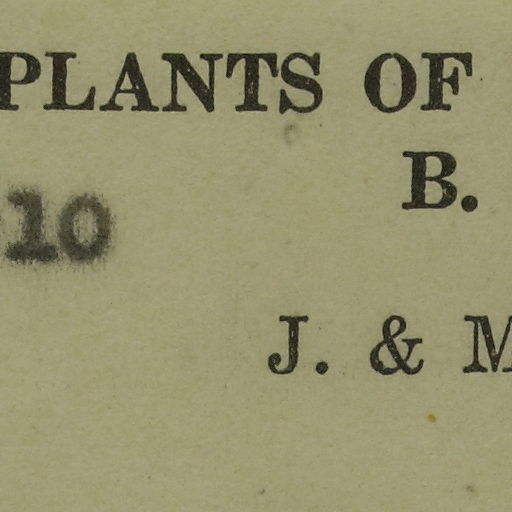 PLANTS OF
B.
10
J. & M